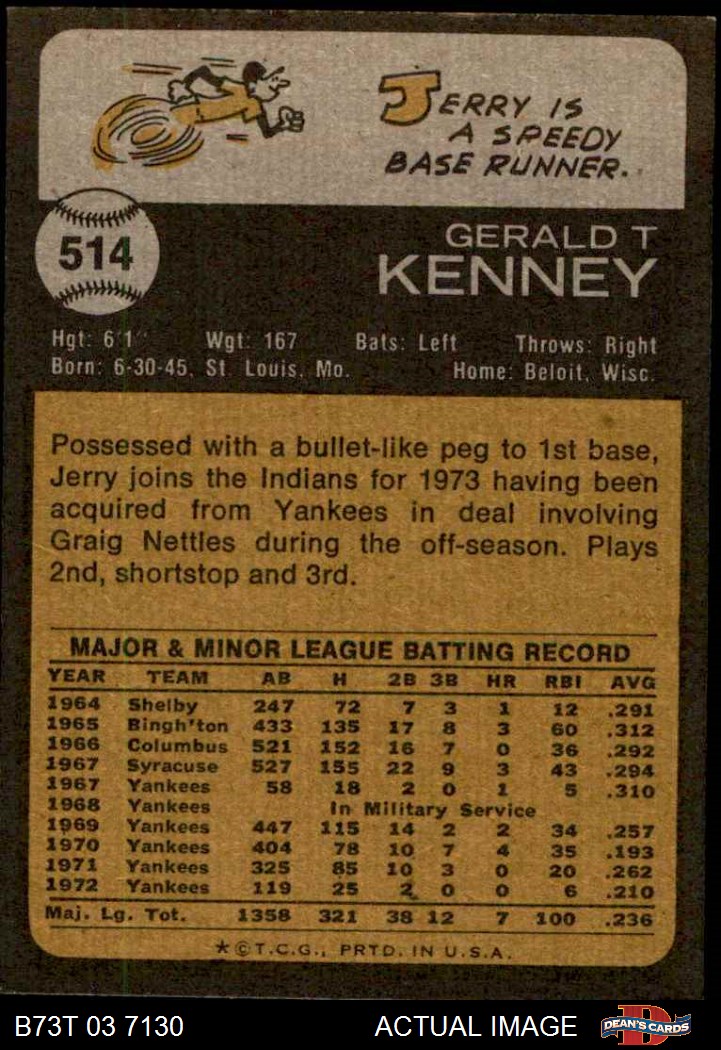 JERRY IS
A SPEEDY
BASE RUNNER.
514
GERALD T
KENNEY
Hgt: 6'1" Wgt: 167 Bats: Left Throws: Right
Born: 6-30-45, St. Louis, Mo. Home: Beloit, Wisc.
Possessed with a bullet-like peg to 1st base,
Jerry joins the Indians for 1973 having been
acquired from Yankees in deal involving
Graig Nettles during the off-season. Plays
2nd, shortstop and 3rd.
MAJOR & MINOR LEAGUE BATTING RECORD
YEAR TEAM AB H 2B 3B HR RBI AVG
1964 Shelby 247 72 7 3 1 12 .291
1965 Bingh'ton 433 135 17 8 3 60 .312
1966 Columbus 521 152 16 7 0 36 .292
1967 Syracuse 527 155 22 9 3 43 .294
1967 Yankees 58 18 2 0 1 5 .310
1968 Yankees In Military Service
1969 Yankees 447 115 14 2 2 34 .257
1970 Yankees 404 78 10 7 4 35 .193
1971 Yankees 325 85 10 3 0 20 .262
1972 Yankees 119 25 2 0 0 6 .210
Maj. Lg. Tot. 1358 321 38 12 7 100 .236
*©T.C.G., PRTD. IN U.S.A.
B73T 03 7130 ACTUAL IMAGE DEAN'S CARDS